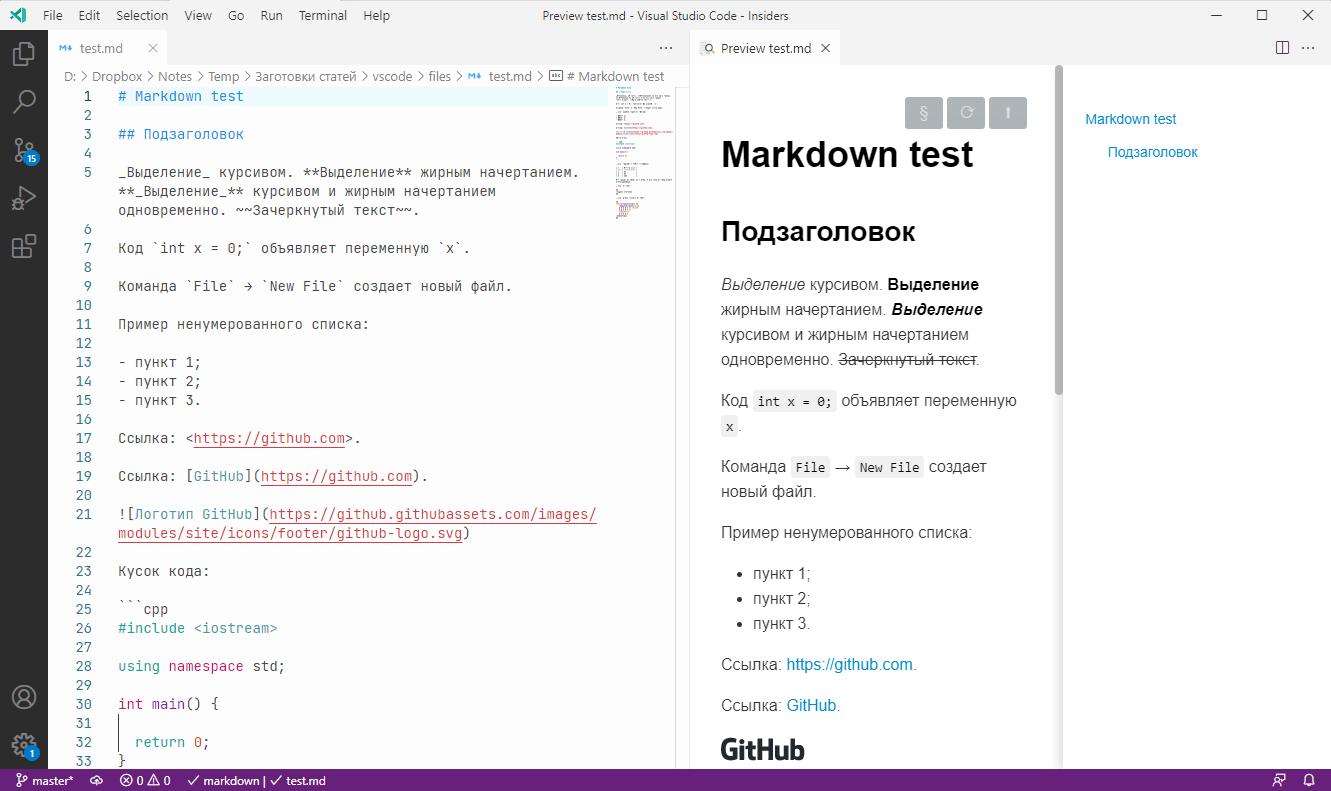 File Edit Selection View Go Run Terminal Help
Preview test.md - Visual Studio Code - Insiders
test.md
D: > Dropbox > Notes > Temp > Заготовки статей > vscode > files > test.md > # Markdown test
1 # Markdown test
2
3 ## Подзаголовок
4
5 _Выделение_ курсивом. **Выделение** жирным начертанием.
**_Выделение_** курсивом и жирным начертанием
одновременно. ~~Зачеркнутый текст~~.
6
7 Код `int x = 0;` объявляет переменную `x`.
8
9 Команда `File` → `New File` создает новый файл.
10
11 Пример ненумерованного списка:
12
13 - пункт 1;
14 - пункт 2;
15 - пункт 3.
16
17 Ссылка: <https://github.com>.
18
19 Ссылка: [GitHub](https://github.com).
20
21 ![Логотип GitHub](https://github.githubassets.com/images/
modules/site/icons/footer/github-logo.svg)
22
23 Кусок кода:
24
25 ```cpp
26 #include <iostream>
27
28 using namespace std;
29
30 int main() {
31
32 return 0;
33 }
Preview test.md
§
Markdown test
Подзаголовок
Выделение курсивом. Выделение
жирным начертанием. Выделение
курсивом и жирным начертанием
одновременно. Зачеркнутый текст.
Код int x = 0; объявляет переменную
x.
Команда File → New File создает
новый файл.
Пример ненумерованного списка:
• пункт 1;
• пункт 2;
• пункт 3.
Ссылка: https://github.com.
Ссылка: GitHub.
GitHub
Markdown test
Подзаголовок
15
1
master* 0 0 markdown | test.md